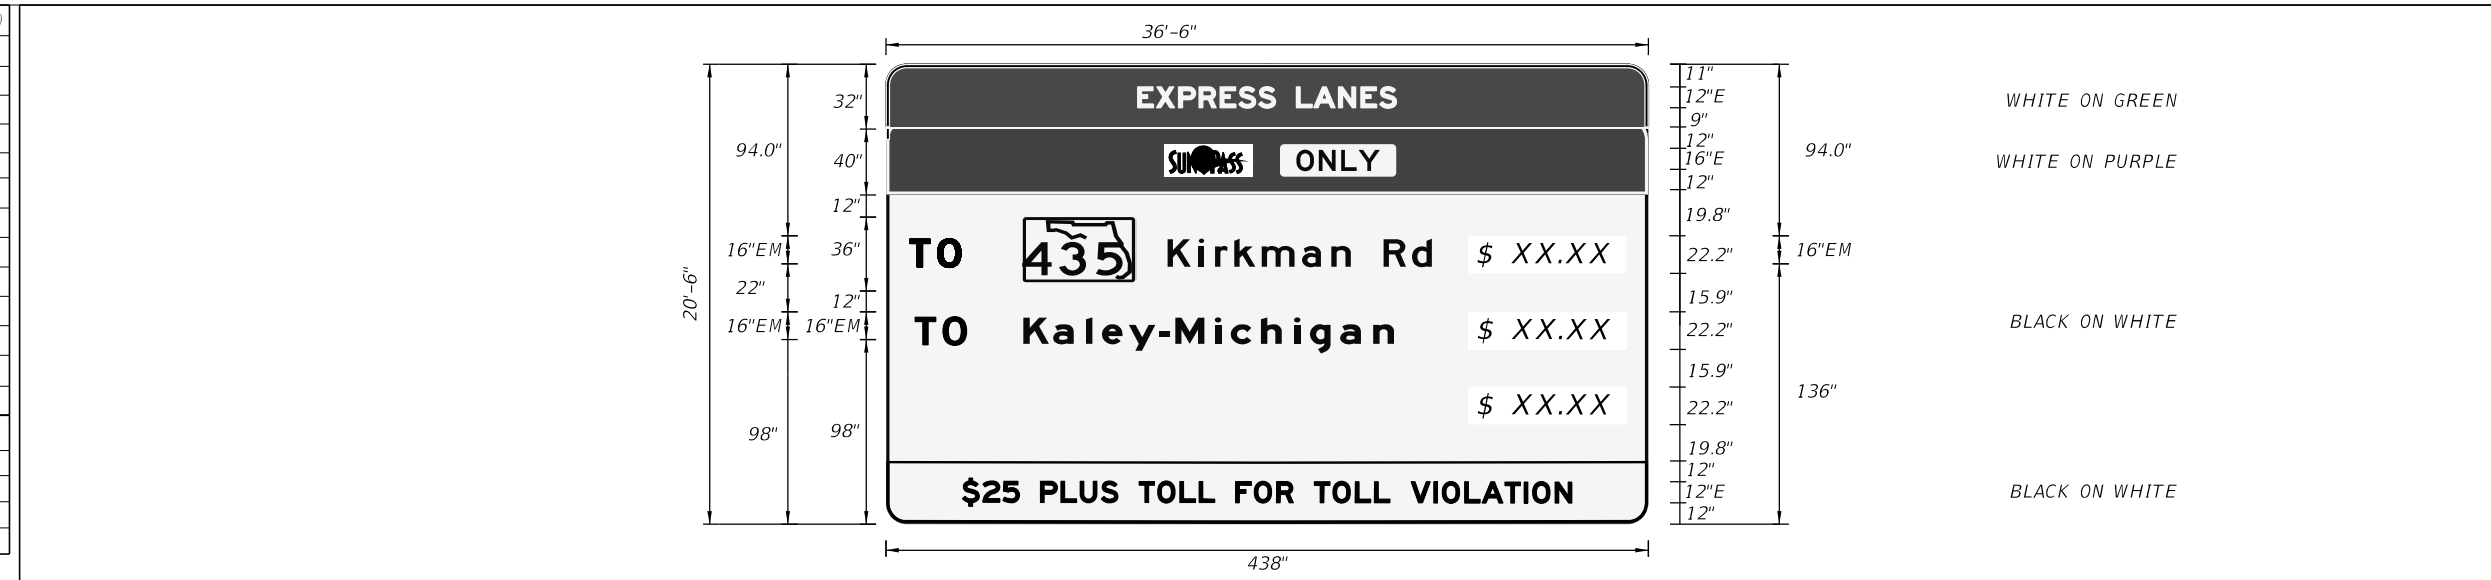 36'-6"
11"
32" EXPRESS LANES 12"E WHITE ON GREEN
9"
12"
94.0" 40" SUNPASS ONLY 16"E 94.0" WHITE ON PURPLE
12"
12" 19.8"
16"EM 36" TO 435 Kirkman Rd $ XX.XX 22.2" 16"EM
20'-6" 22" 12" 15.9"
16"EM 16"EM TO Kaley-Michigan $ XX.XX 22.2" BLACK ON WHITE
15.9"
136"
$ XX.XX 22.2"
98" 98" 19.8"
12"
$25 PLUS TOLL FOR TOLL VIOLATION 12"E BLACK ON WHITE
12"
438"